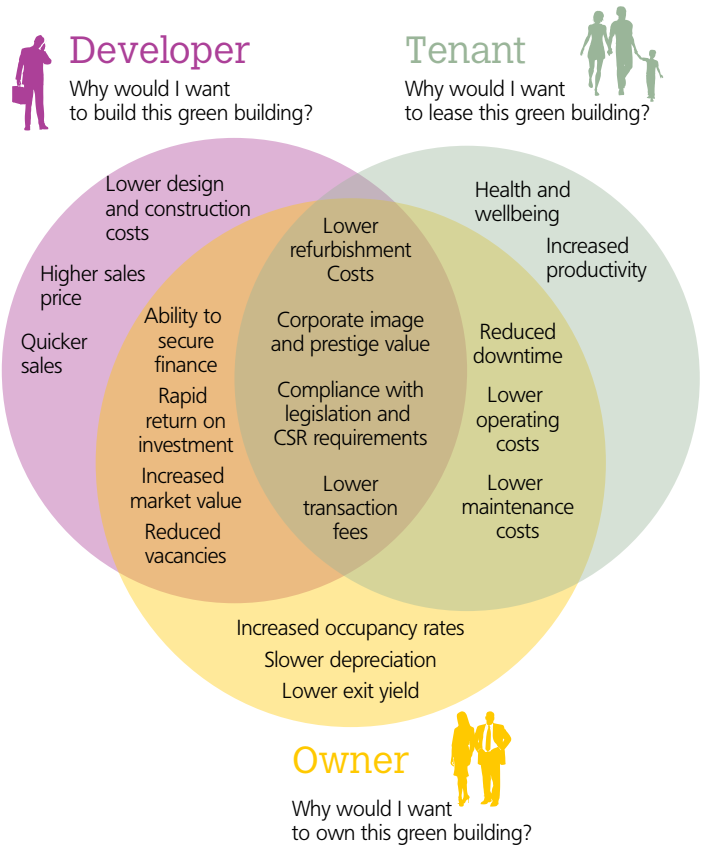 Developer
Why would I want
to build this green building?
Tenant
Why would I want
to lease this green building?
Lower design
and construction
costs
Higher sales
price
Quicker
sales
Ability to
secure
finance
Rapid
return on
investment
Increased
market value
Reduced
vacancies
Lower
refurbishment
Costs
Corporate image
and prestige value
Compliance with
legislation and
CSR requirements
Lower
transaction
fees
Health and
wellbeing
Increased
productivity
Reduced
downtime
Lower
operating
costs
Lower
maintenance
costs
Increased occupancy rates
Slower depreciation
Lower exit yield
Owner
Why would I want
to own this green building?